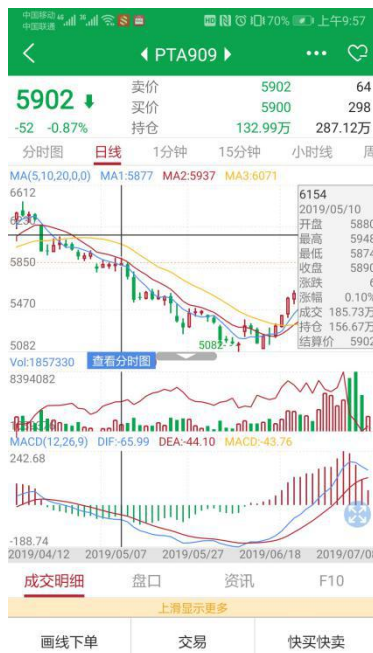 中国移动 4G 3G HD 70% 上午9:57
中国联通
PTA909
5902 卖价 5902 64
买价 5900 298
-52 -0.87% 持仓 132.99万 287.12万
分时图 日线 1分钟 15分钟 小时线 周
MA(5,10,20,0,0) MA1:5877 MA2:5937 MA3:6071
6612
6154
2019/05/10
6230
开盘 5880
最高 5948
最低 5874
5850
收盘 5890
涨跌 6
涨幅 0.10%
5470
成交 185.73万
持仓 156.67万
5082
5082
结算价 5902
Vol:1857330 查看分时图
8394082
MACD(12,26,9) DIF:-65.99 DEA:-44.10 MACD:-43.76
242.68
-188.74
2019/04/12 2019/05/07 2019/05/27 2019/06/18 2019/07/0
成交明细 盘口 资讯 F10
上滑显示更多
画线下单 交易 快买快卖